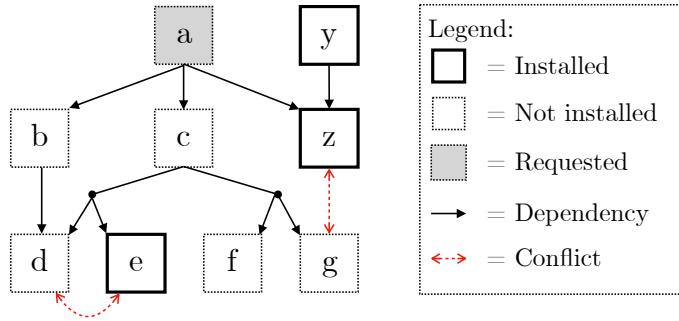 a y
b c z
d e f g
Legend:
= Installed
= Not installed
= Requested
= Dependency
= Conflict